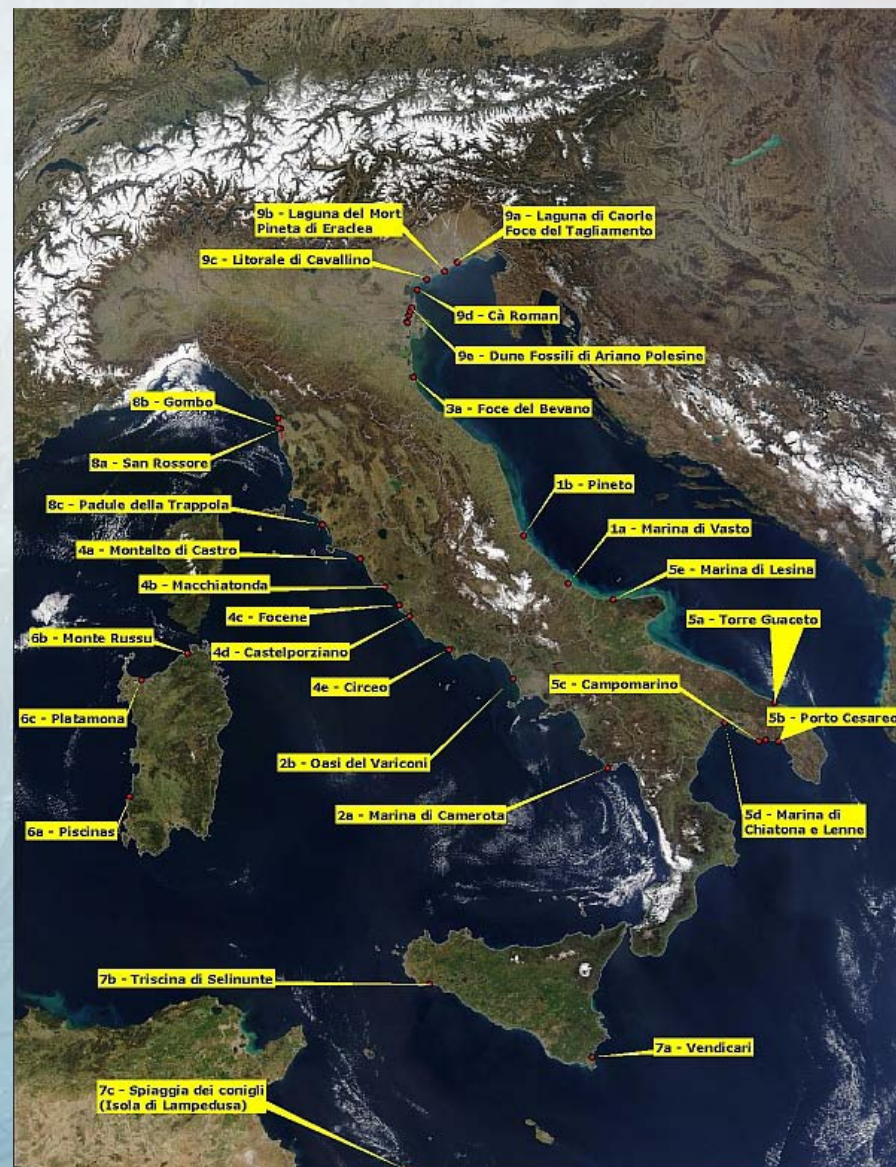 9b - Laguna del Mort
Pineta di Eraclea
9a - Laguna di Caorle
Foce del Tagliamento
9c - Litorale di Cavallino
9d - Cà Roman
9e - Dune Fossili di Ariano Polesine
8b - Gombo
3a - Foce del Bevano
8a - San Rossore
1b - Pineto
8c - Padule della Trappola
1a - Marina di Vasto
4a - Montalto di Castro
4b - Macchiatonda
5e - Marina di Lesina
4c - Focene
5a - Torre Guaceto
6b - Monte Russu
4d - Castelporziano
4e - Circeo
5c - Campomarino
6c - Platamona
5b - Porto Cesareo
2b - Oasi del Variconi
2a - Marina di Camerota
6a - Piscinas
5d - Marina di
Chiatona e Lenne
7b - Triscina di Selinunte
7a - Vendicari
7c - Spiaggia dei conigli
(Isola di Lampedusa)